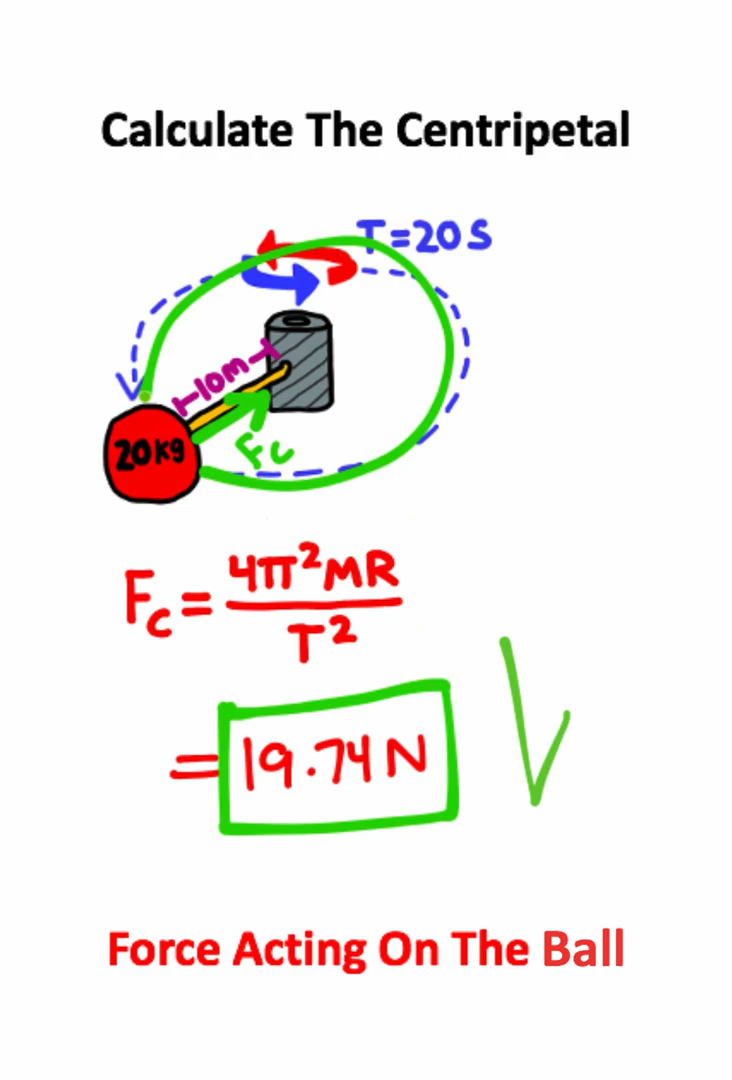 Calculate The Centripetal
T=20S
10M
20KG
Fc
Fc = 4π²MR
T²
= 19.74N
Force Acting On The Ball